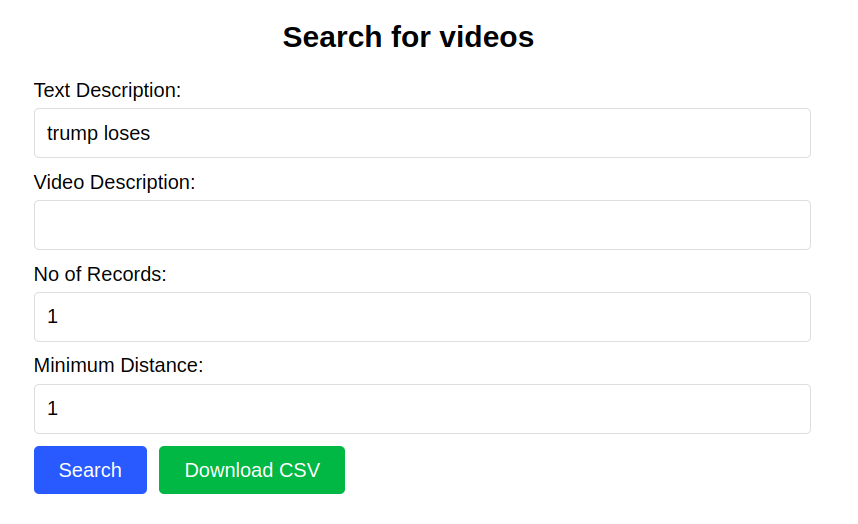 Search for videos
Text Description:
trump loses
Video Description:
No of Records:
1
Minimum Distance:
1
Search Download CSV